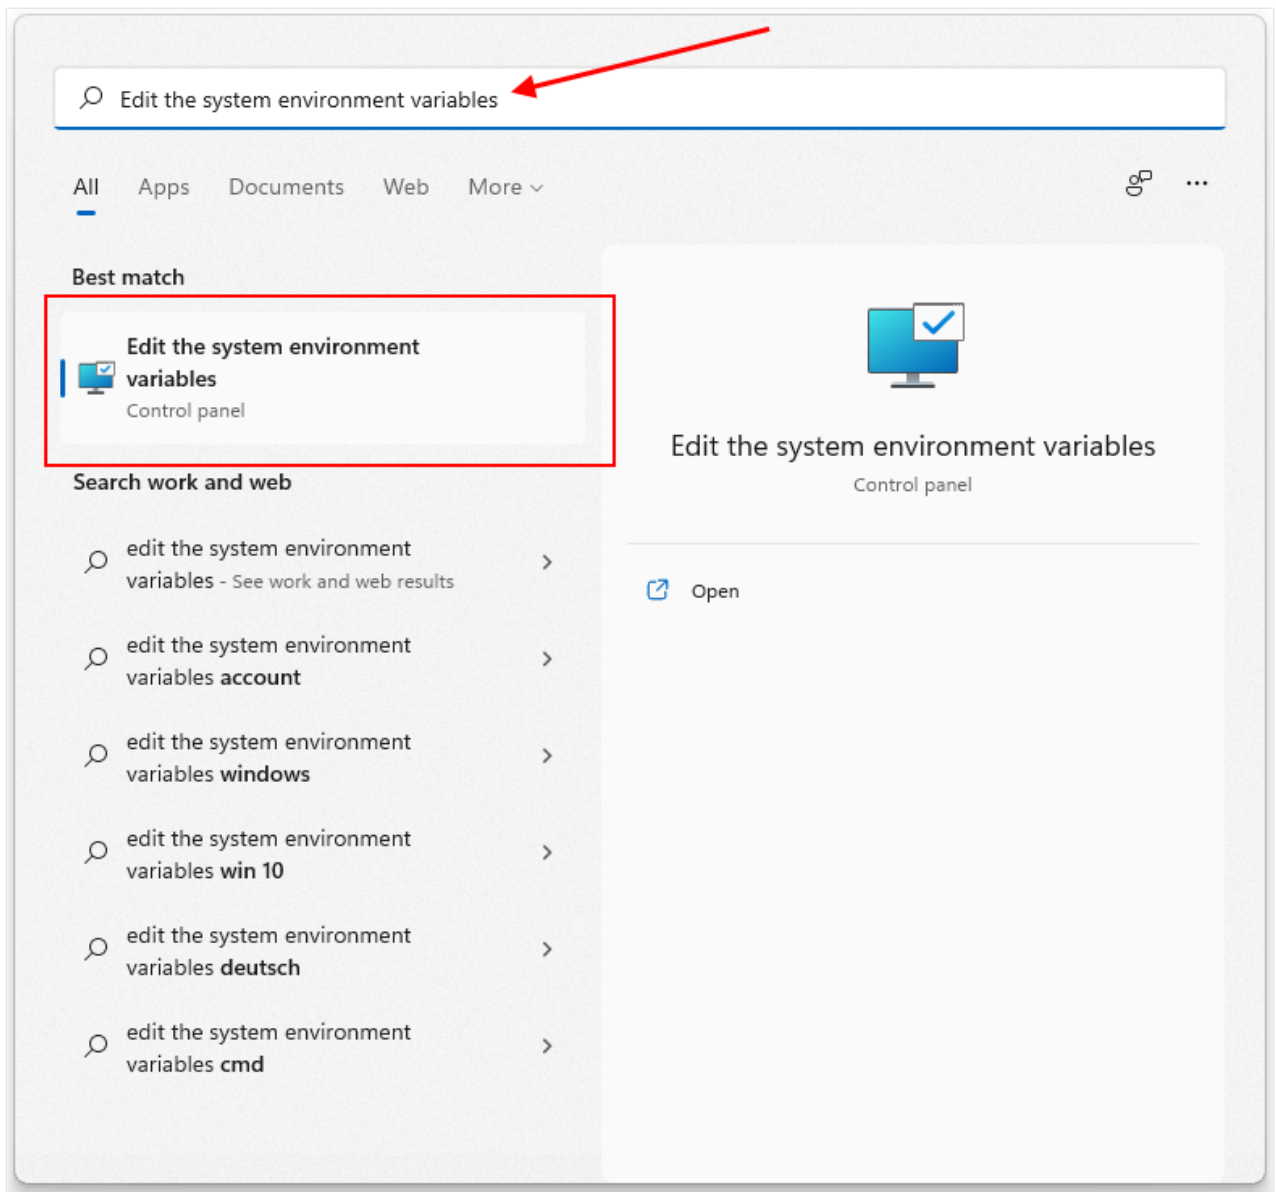 Edit the system environment variables
All Apps Documents Web More
Best match
Edit the system environment
variables
Control panel
Search work and web
edit the system environment
variables - See work and web results
edit the system environment
variables account
edit the system environment
variables windows
edit the system environment
variables win 10
edit the system environment
variables deutsch
edit the system environment
variables cmd
Edit the system environment variables
Control panel
Open